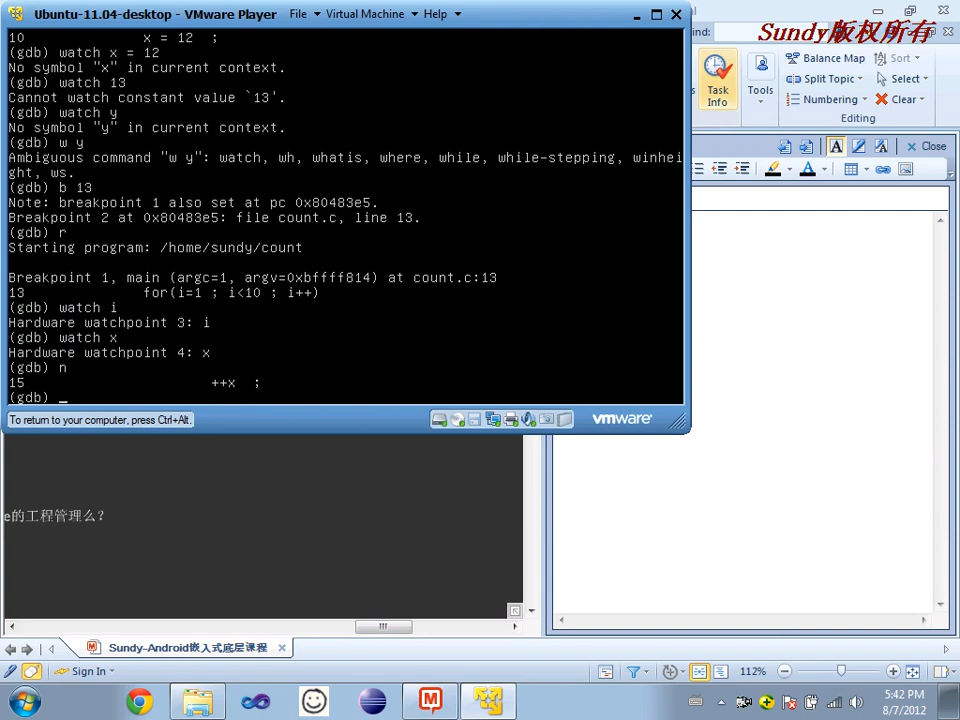 Ubuntu-11.04-desktop - VMware Player File Virtual Machine Help
Sundy版权所有
10 x = 12 ;
(gdb) watch x = 12
No symbol "x" in current context.
(gdb) watch 13
Cannot watch constant value `13'.
(gdb) watch y
No symbol "y" in current context.
(gdb) w y
Ambiguous command "w y": watch, wh, whatis, where, while, while-stepping, winhei
ght, ws.
(gdb) b 13
Note: breakpoint 1 also set at pc 0x80483e5.
Breakpoint 2 at 0x80483e5: file count.c, line 13.
(gdb) r
Starting program: /home/sundy/count
Breakpoint 1, main (argc=1, argv=0xbffff814) at count.c:13
13 for(i=1 ; i<10 ; i++)
(gdb) watch i
Hardware watchpoint 3: i
(gdb) watch x
Hardware watchpoint 4: x
(gdb) n
15 ++x ;
(gdb) _
To return to your computer, press Ctrl+Alt.
vmware
Task
Info
Tools
Balance Map
Sort
Split Topic
Select
Numbering
Clear
Editing
Close
e的工程管理么?
Sundy-Android嵌入式底层课程
Sign In
112%
5:42 PM
8/7/2012